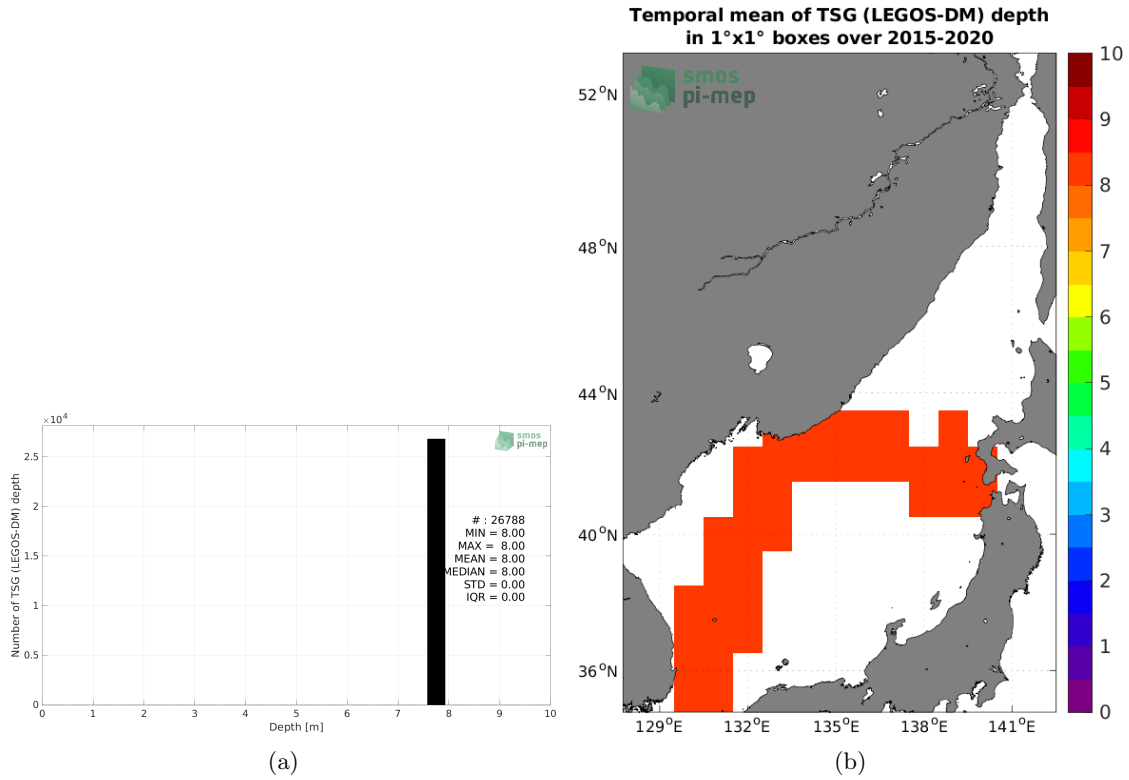 ×10⁴
2.5
2
1.5
1
0.5
0
Number of TSG (LEGOS-DM) depth
smos
pi-mep
# : 26788
MIN = 8.00
MAX = 8.00
MEAN = 8.00
MEDIAN = 8.00
STD = 0.00
IQR = 0.00
0 1 2 3 4 5 6 7 8 9 10
Depth [m]
(a)
Temporal mean of TSG (LEGOS-DM) depth
in 1°x1° boxes over 2015-2020
smos
pi-mep
52°N
48°N
44°N
40°N
36°N
129°E 132°E 135°E 138°E 141°E
10
9
8
7
6
5
4
3
2
1
0
(b)